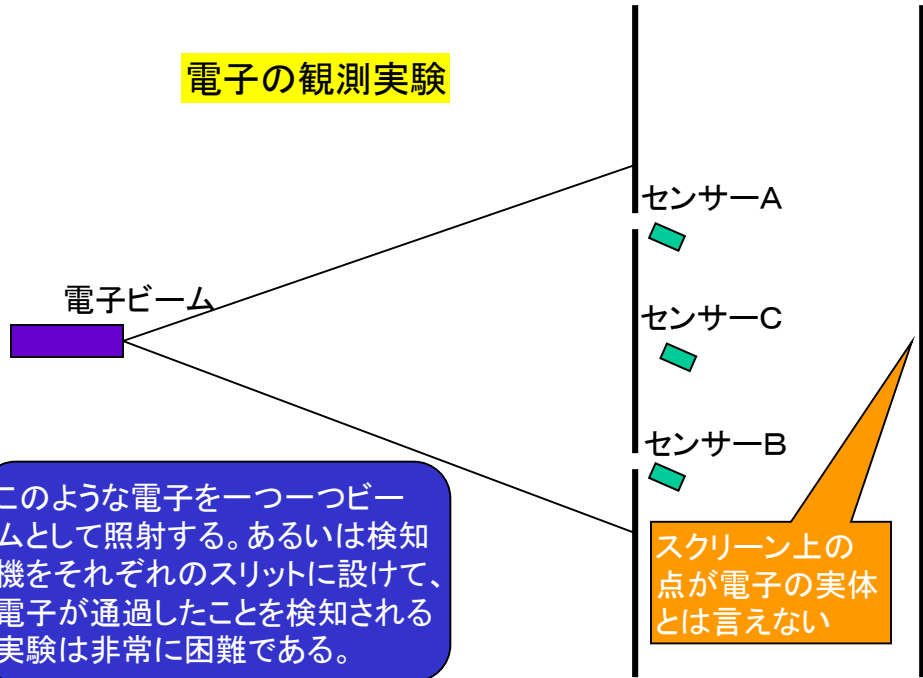 電子の観測実験
センサーA
電子ビーム
センサーC
センサーB
このような電子を一つ一つビー
ムとして照射する。あるいは検知
機をそれぞれのスリットに設けて、
電子が通過したことを検知される
実験は非常に困難である。
スクリーン上の
点が電子の実体
とは言えない